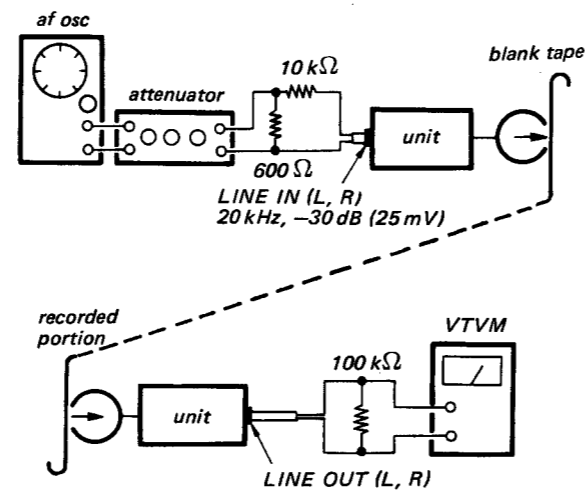 af osc
attenuator
10 kΩ
600 Ω
unit
blank tape
LINE IN (L, R)
20 kHz, −30 dB (25 mV)
recorded
portion
unit
100 kΩ
VTVM
LINE OUT (L, R)